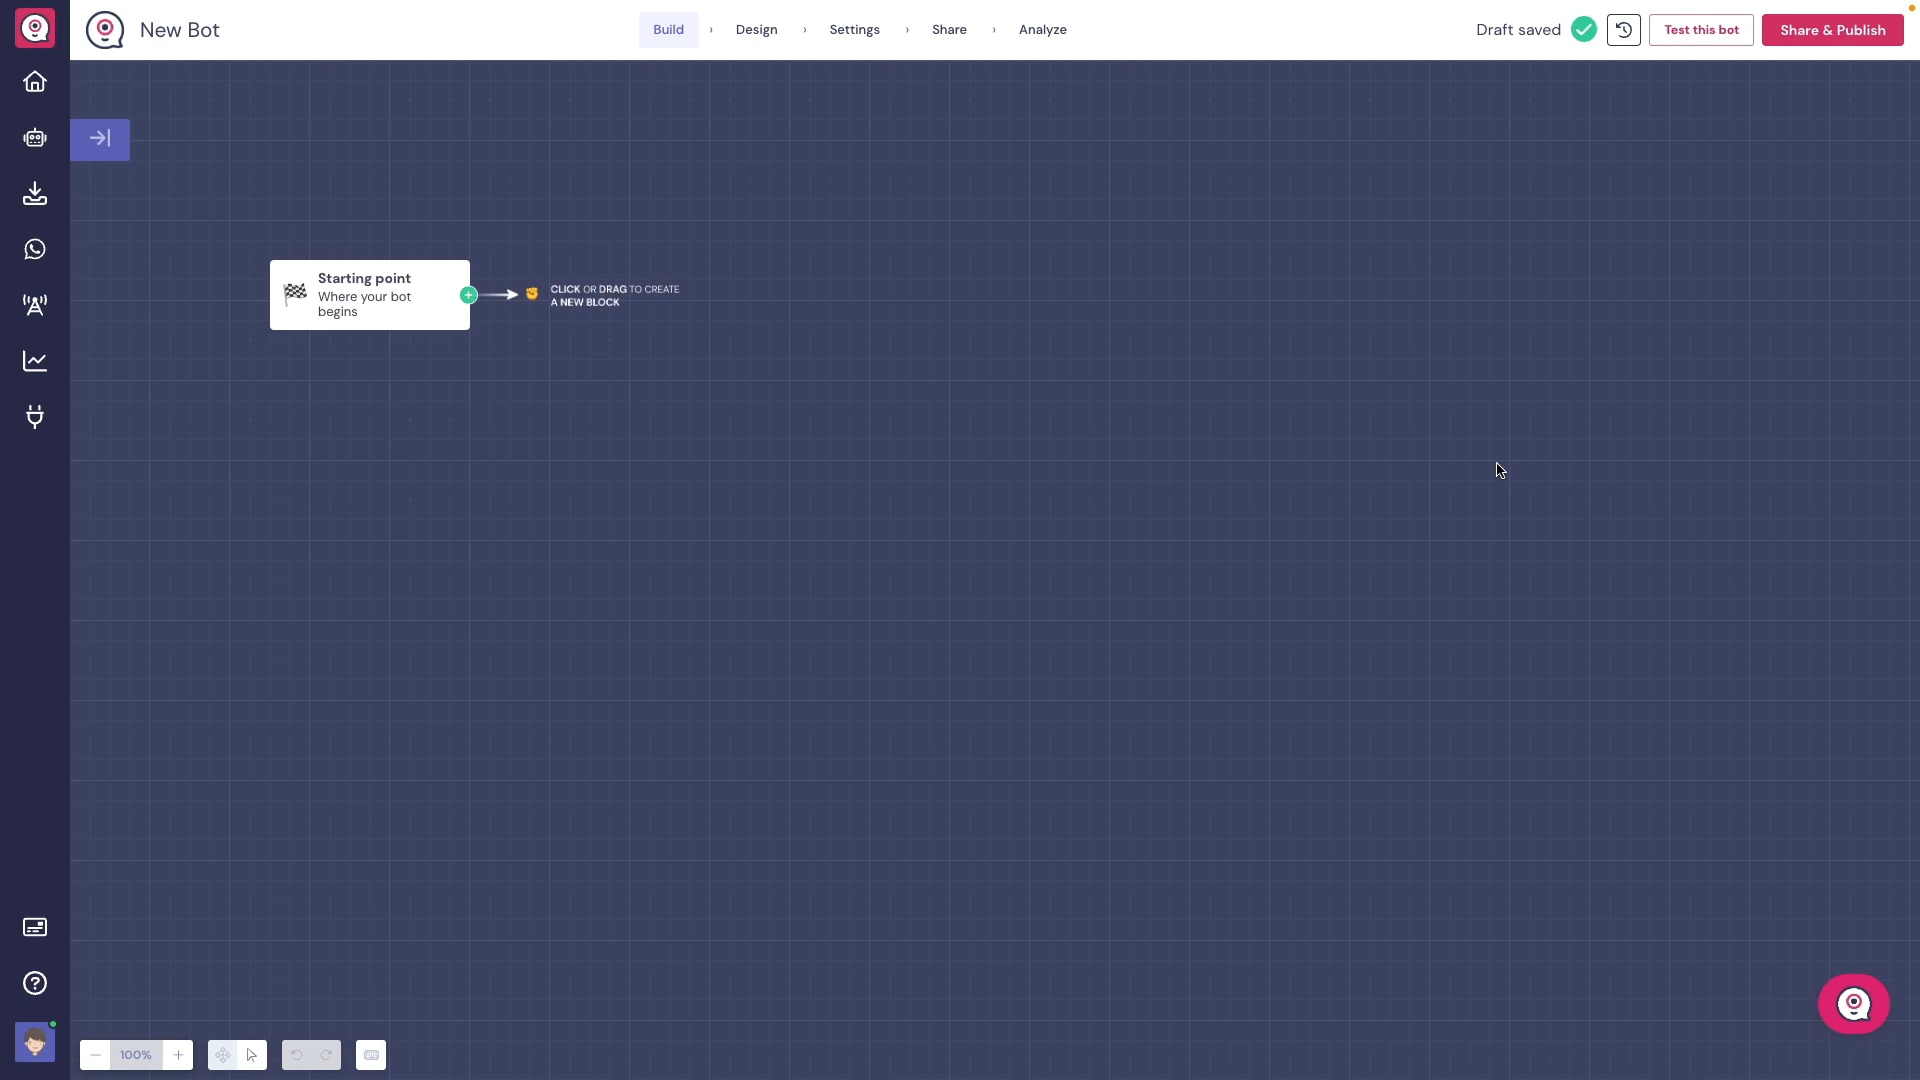 New Bot
Build
Design
Settings
Share
Analyze
Draft saved
Test this bot
Share & Publish
Starting point
Where your bot
begins
CLICK OR DRAG TO CREATE
A NEW BLOCK
100%